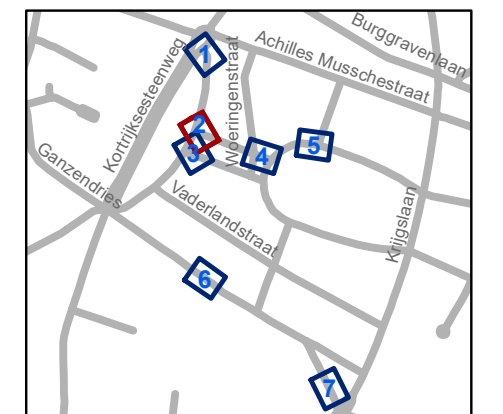 Burggravenlaan
Achilles Musschestraat
Kortrijksesteenweg
Woeringenstraat
1
2
3
4
5
Ganzendries
Vaderlandstraat
Krijgslaan
6
7